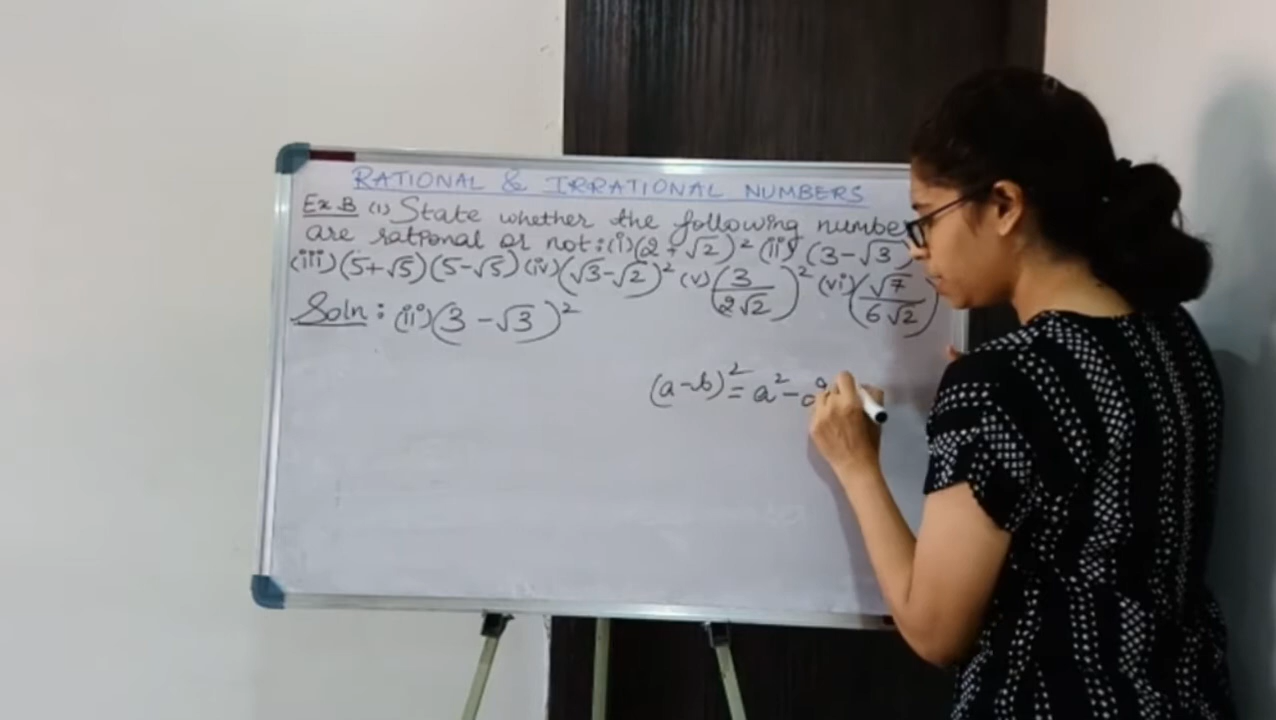 RATIONAL & IRRATIONAL NUMBERS
Ex.B (1) State whether the following
are rational or not: (i) (2 + √2)² (ii) (3 - √3)
(iii) (5+√5)(5-√5) (iv) (√3-√2)² (v) (3/2√2)² (vi) (√7/6√2)
Soln: (ii) (3 - √3)²
(a-b)² = a² -